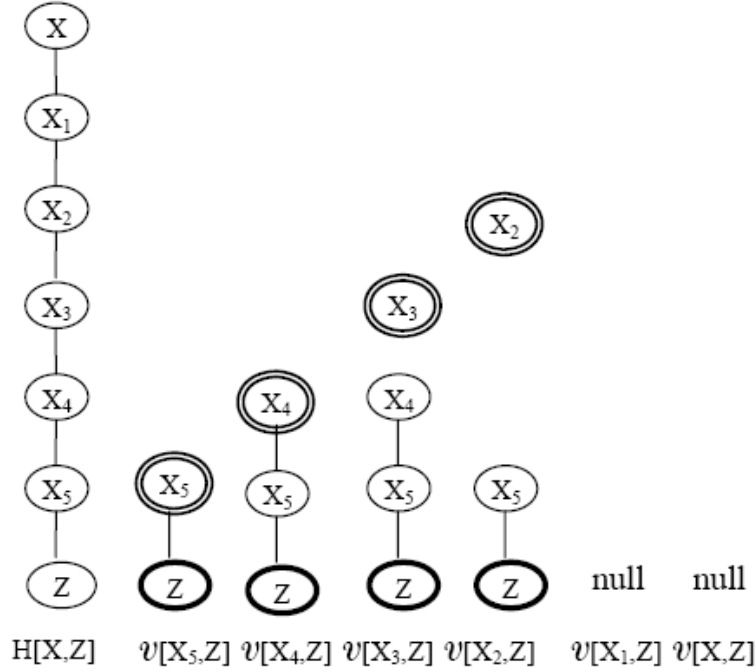 X
X₁
X₂ X₂
X₃ X₃
X₄ X₄ X₄
X₅ X₅ X₅ X₅ X₅
Z Z Z Z Z null null
H[X,Z] v[X₅,Z] v[X₄,Z] v[X₃,Z] v[X₂,Z] v[X₁,Z] v[X,Z]